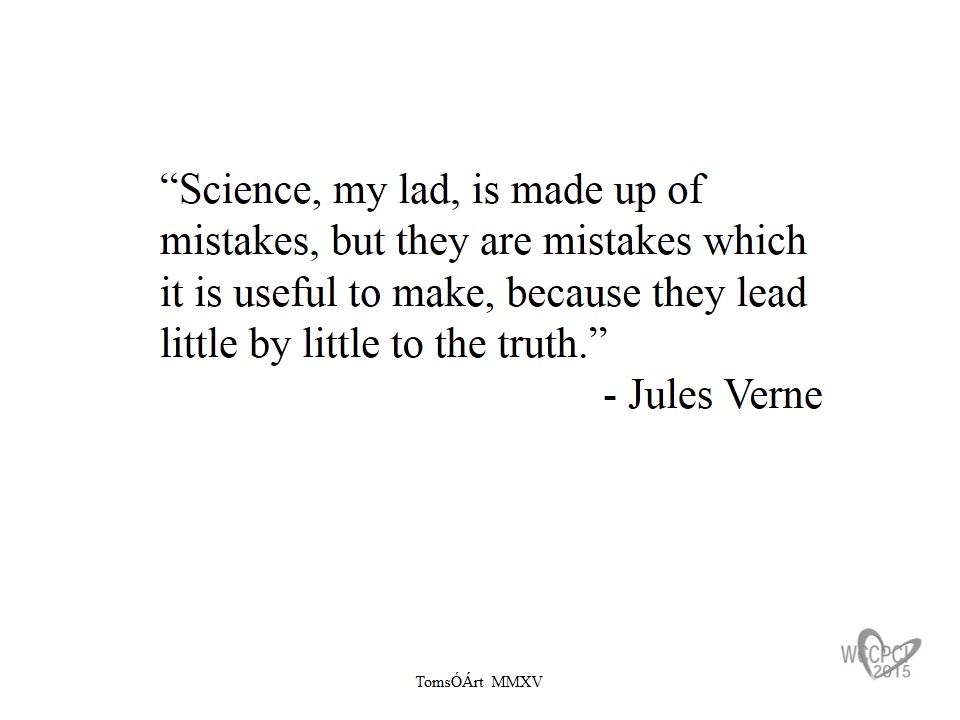 “Science, my lad, is made up of
mistakes, but they are mistakes which
it is useful to make, because they lead
little by little to the truth.”
- Jules Verne
WCCPCI
2015
TomsÓÁrt MMXV